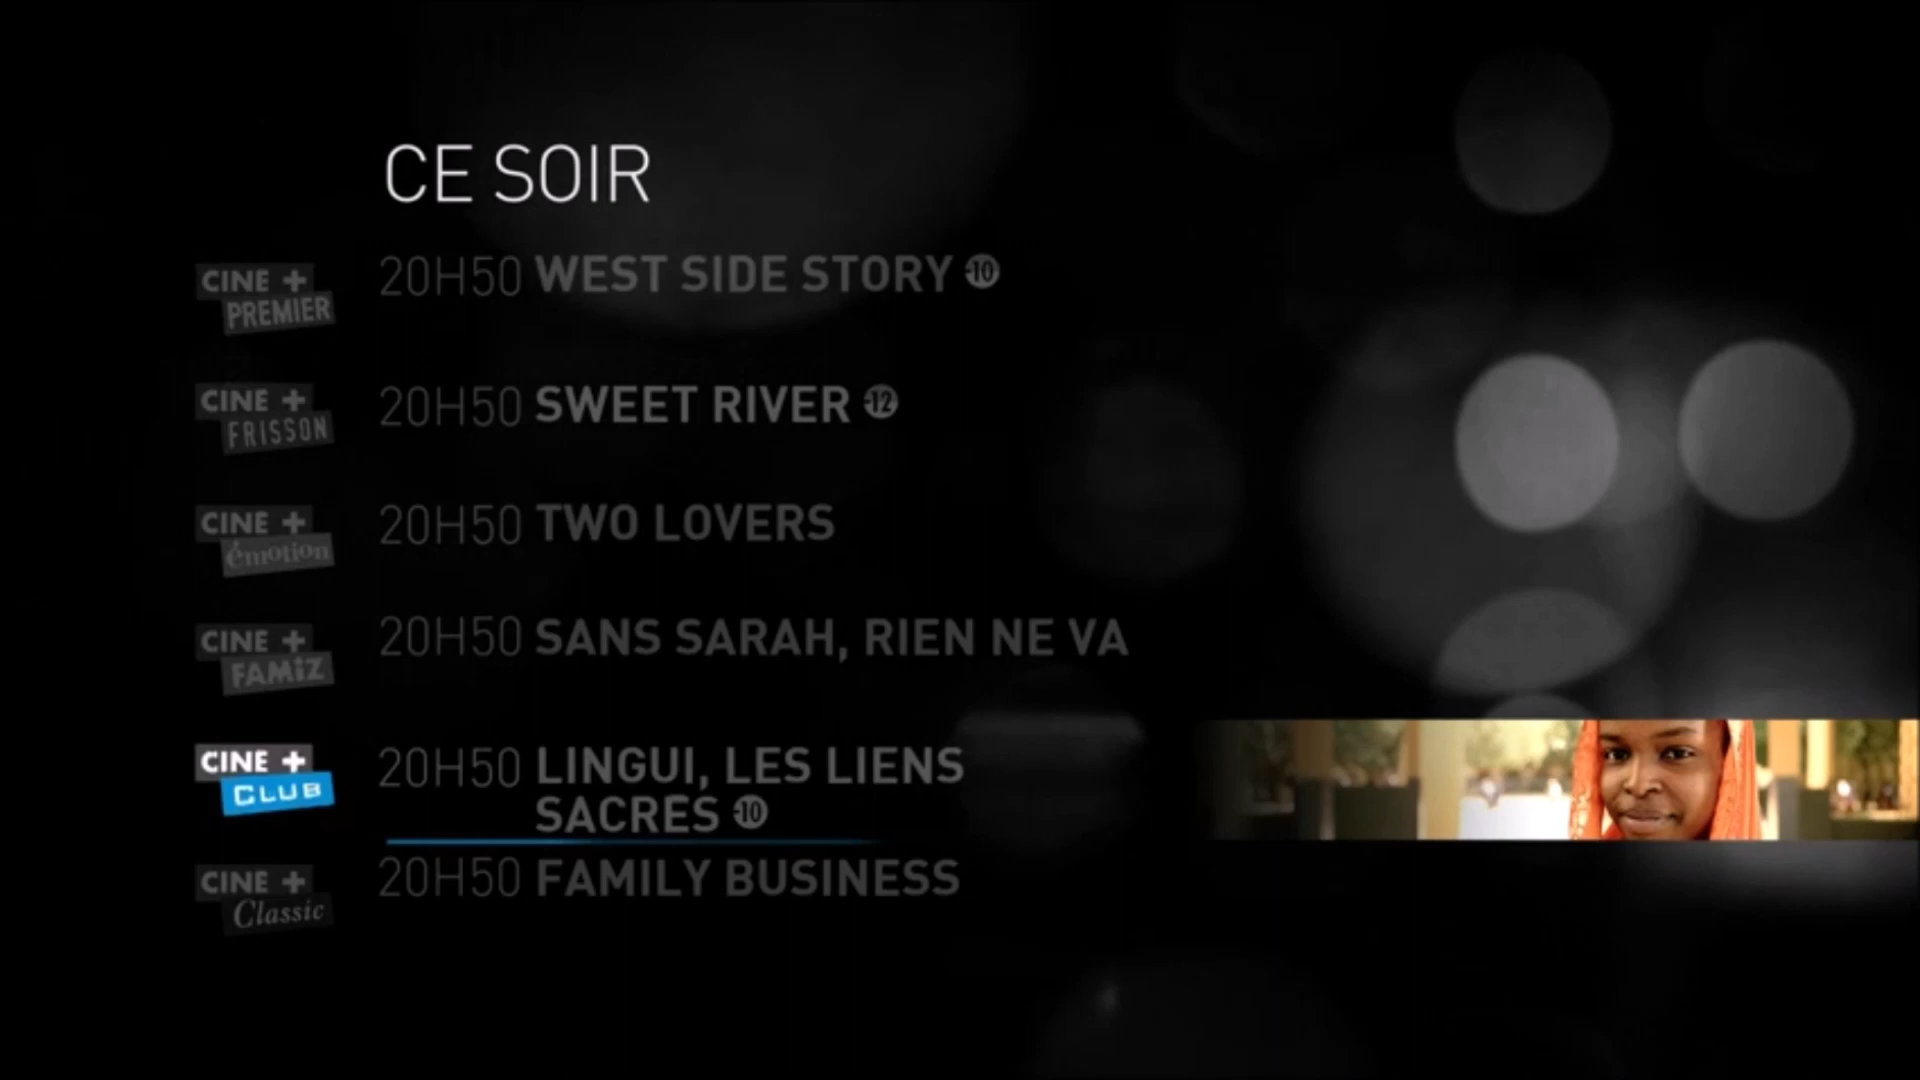 CE SOIR
CINE +
PREMIER
20H50 WEST SIDE STORY -10
CINE +
FRISSON
20H50 SWEET RIVER -12
CINE +
émotion
20H50 TWO LOVERS
CINE +
FAMiZ
20H50 SANS SARAH, RIEN NE VA
CINE +
CLUB
20H50 LINGUI, LES LIENS
SACRES -10
CINE +
Classic
20H50 FAMILY BUSINESS